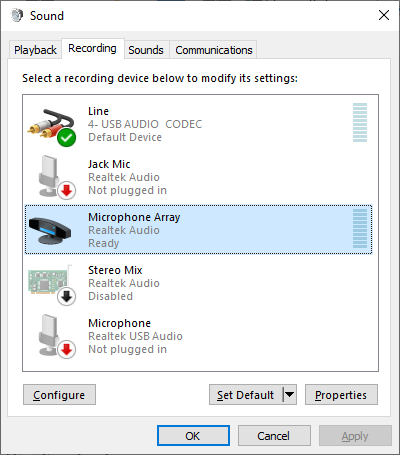 Sound
Playback Recording Sounds Communications
Select a recording device below to modify its settings:
Line
4- USB AUDIO  CODEC
Default Device
Jack Mic
Realtek Audio
Not plugged in
Microphone Array
Realtek Audio
Ready
Stereo Mix
Realtek Audio
Disabled
Microphone
Realtek USB Audio
Not plugged in
Configure Set Default Properties
OK Cancel Apply